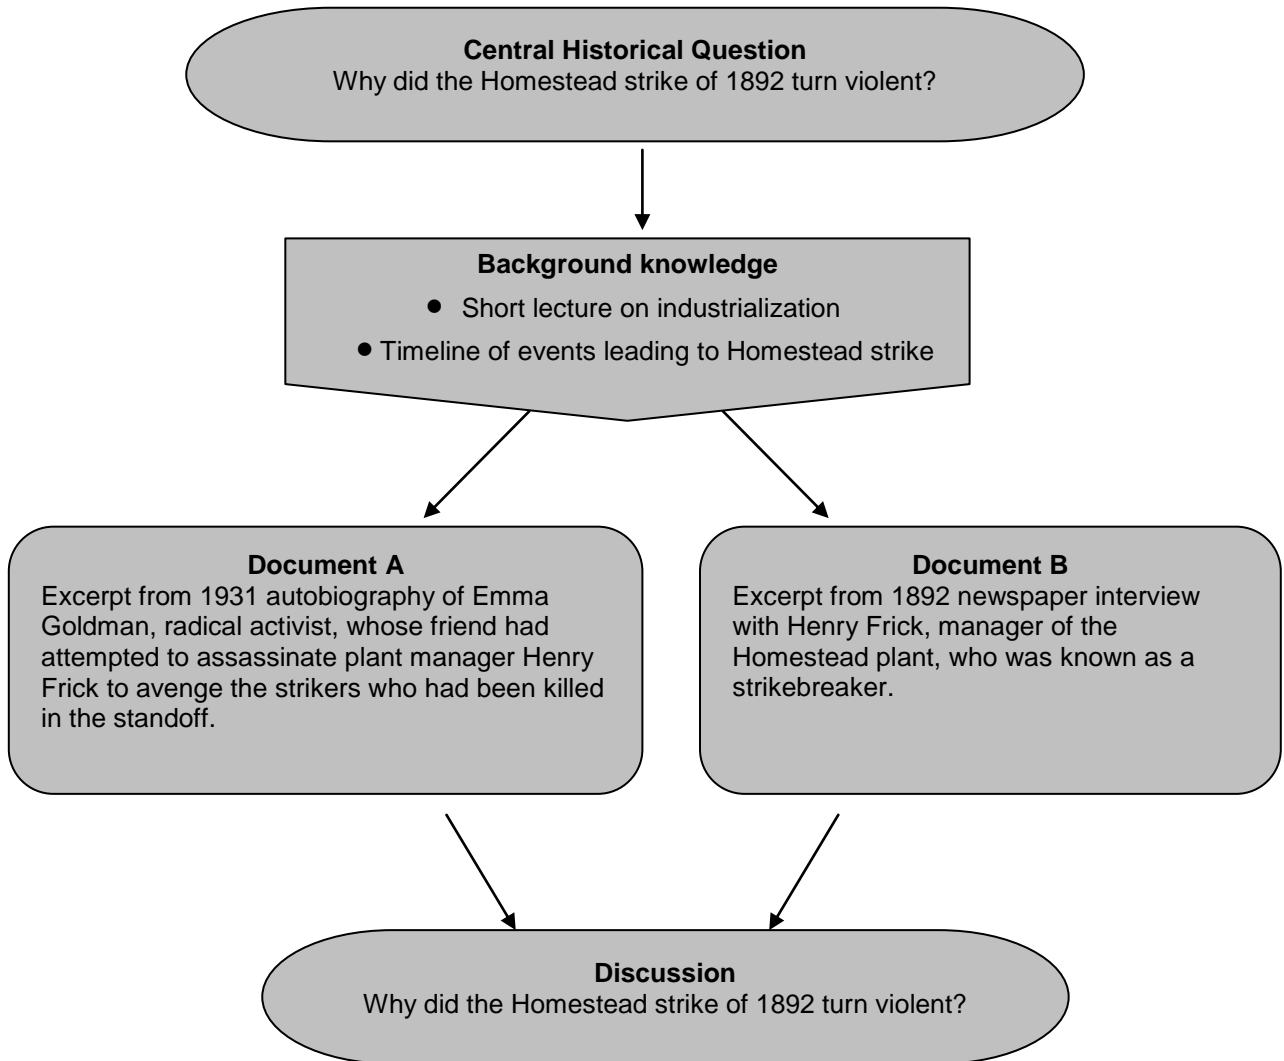 Central Historical Question
Why did the Homestead strike of 1892 turn violent?
Background knowledge
● Short lecture on industrialization
● Timeline of events leading to Homestead strike
Document A
Excerpt from 1931 autobiography of Emma
Goldman, radical activist, whose friend had
attempted to assassinate plant manager Henry
Frick to avenge the strikers who had been killed
in the standoff.
Document B
Excerpt from 1892 newspaper interview
with Henry Frick, manager of the
Homestead plant, who was known as a
strikebreaker.
Discussion
Why did the Homestead strike of 1892 turn violent?